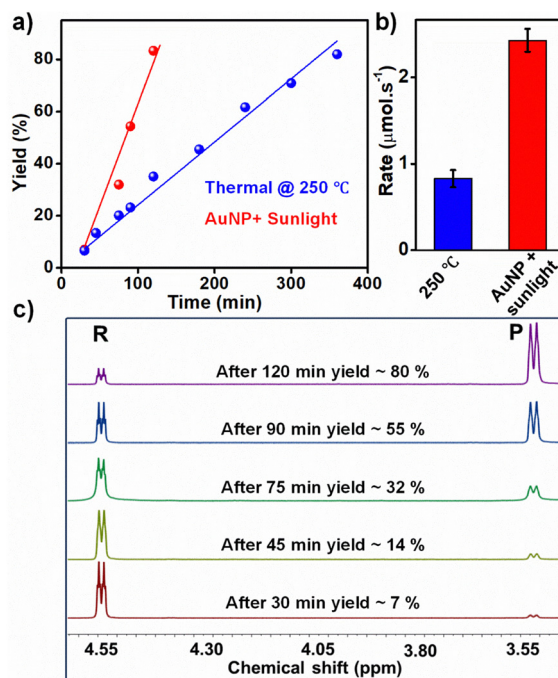 a)
Yield (%)
80
60
40
20
0
Thermal @ 250 °C
AuNP+ Sunlight
0 100 200 300 400
Time (min)
b)
Rate (μmol.s⁻¹)
2
1
0
250 °C
AuNP +
sunlight
c)
R
P
After 120 min yield ~ 80 %
After 90 min yield ~ 55 %
After 75 min yield ~ 32 %
After 45 min yield ~ 14 %
After 30 min yield ~ 7 %
4.55 4.30 4.05 3.80 3.55
Chemical shift (ppm)